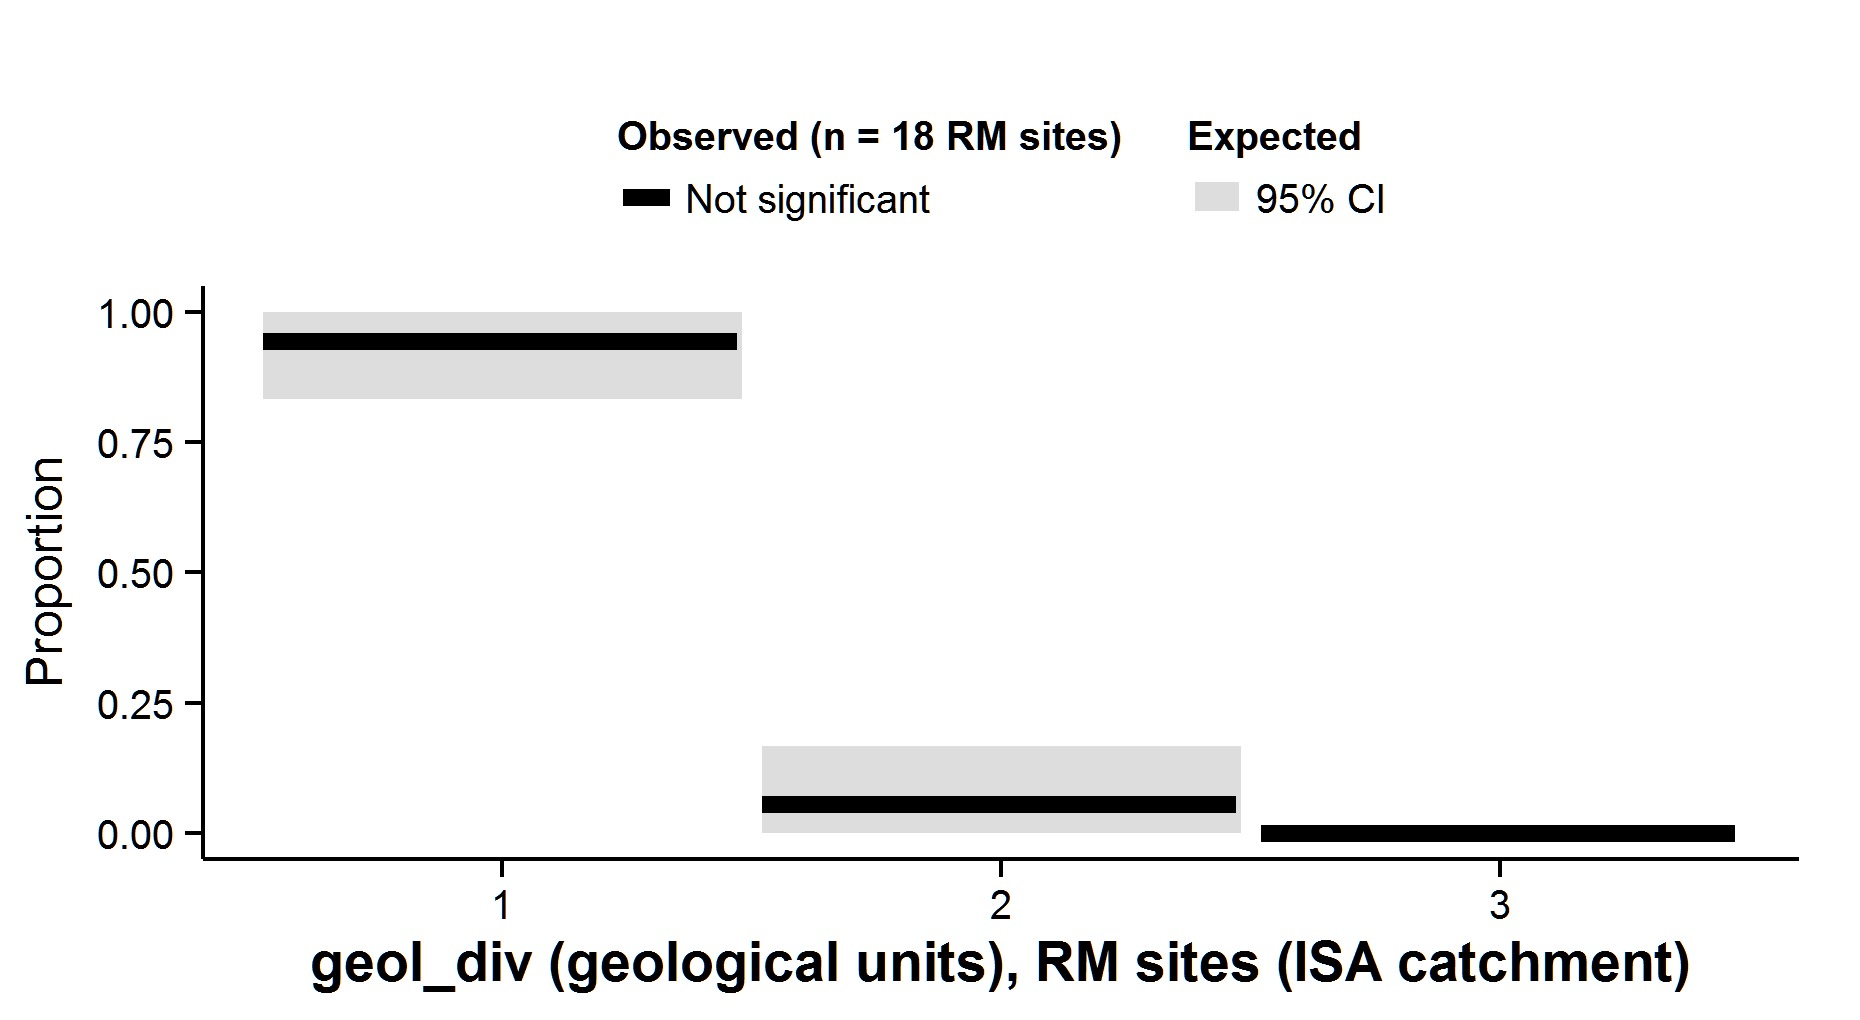 Observed (n = 18 RM sites) Expected
Not significant 95% CI
1.00
0.75
0.50
0.25
0.00
Proportion
1 2 3
geol_div (geological units), RM sites (ISA catchment)